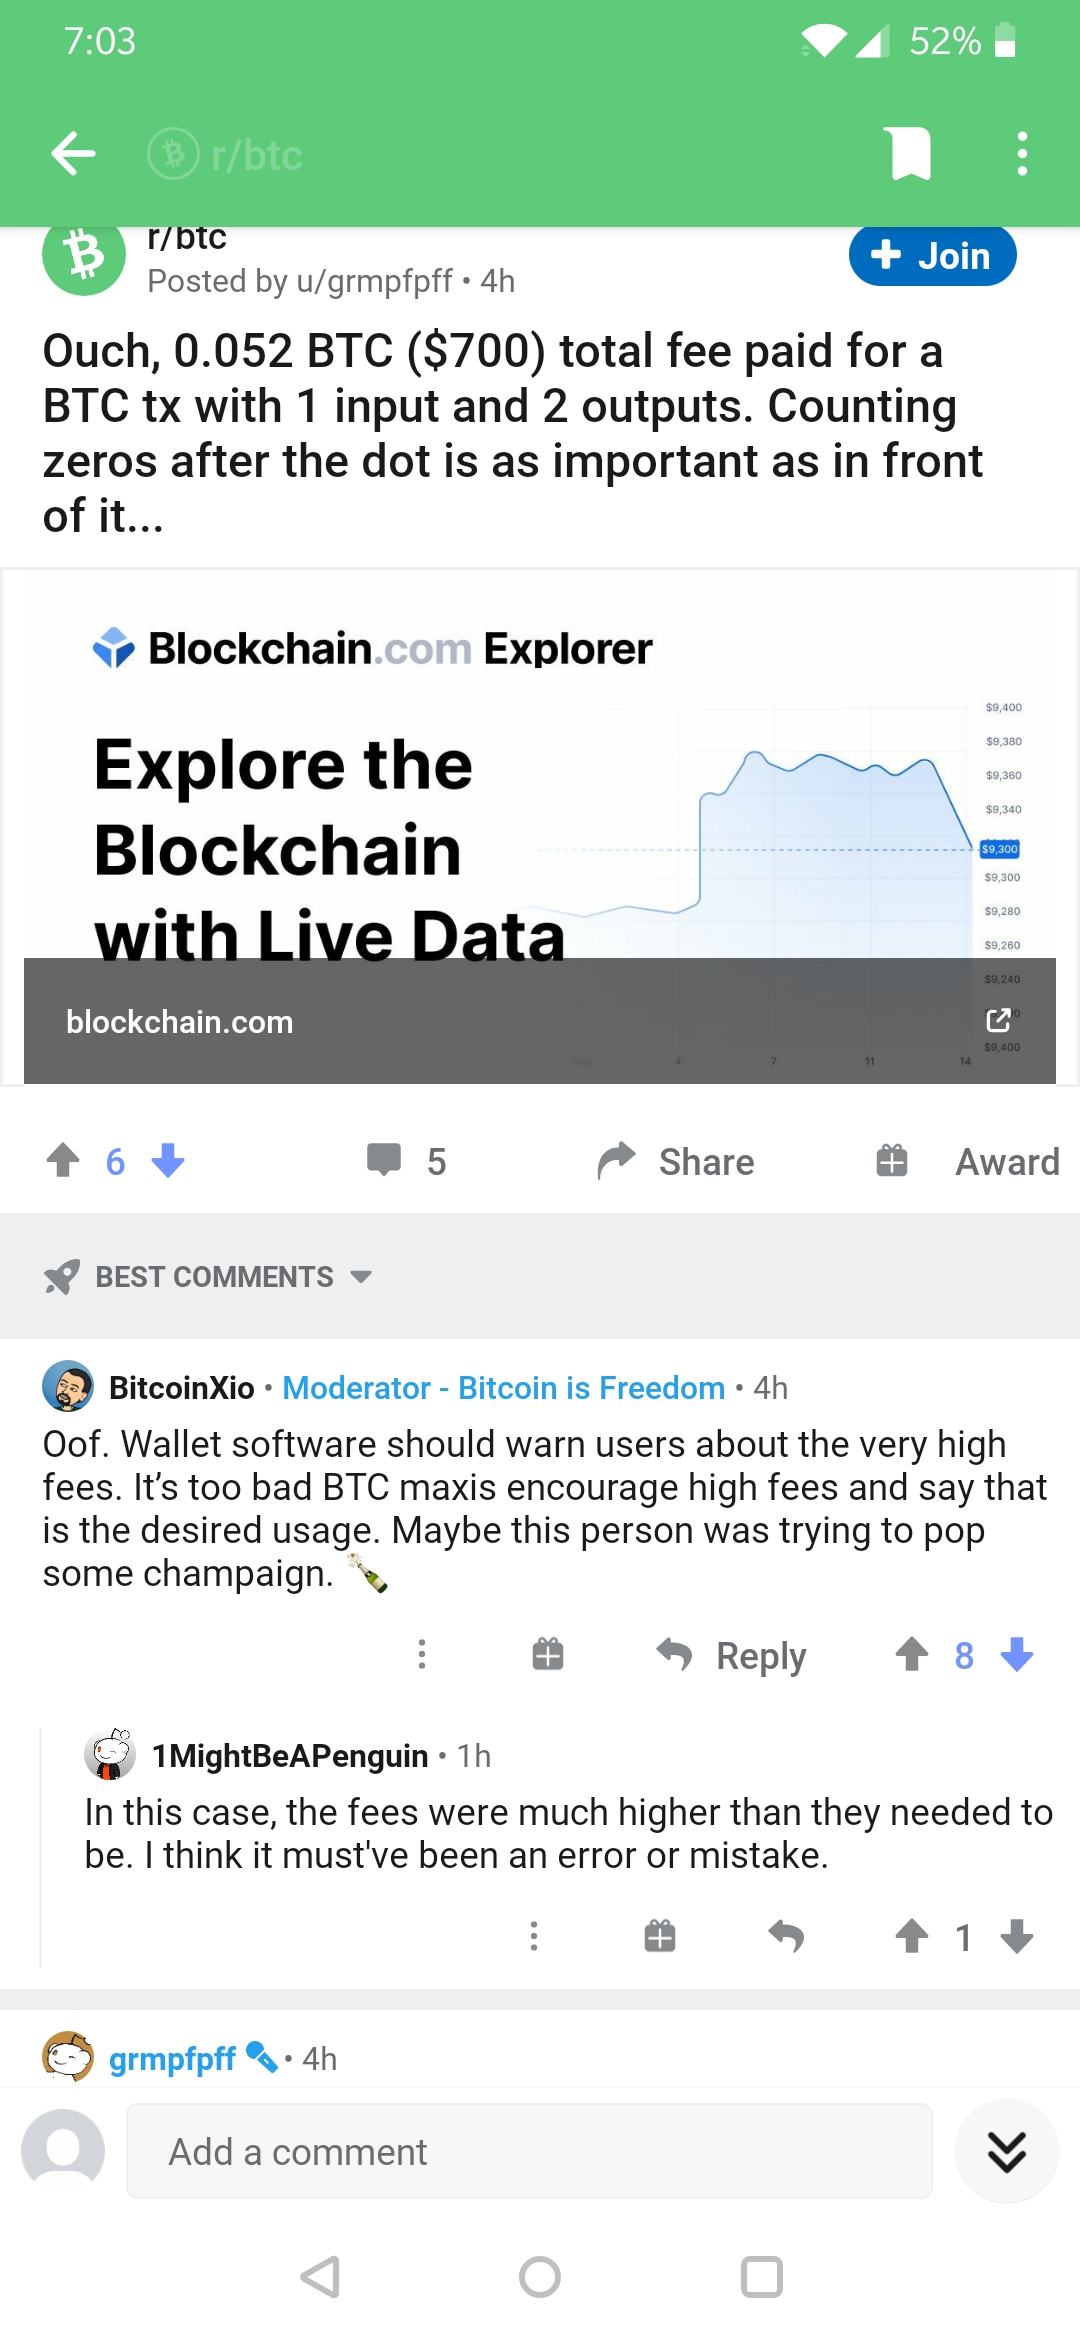 7:03
52%
r/btc
r/btc
Posted by u/grmpfpff • 4h
+ Join
Ouch, 0.052 BTC ($700) total fee paid for a
BTC tx with 1 input and 2 outputs. Counting
zeros after the dot is as important as in front
of it...
Blockchain.com Explorer
Explore the
Blockchain
with Live Data
$9,400
$9,380
$9,360
$9,340
$9,300
$9,300
$9,280
$9,260
$9,240
$9,400
May 4 7 11 14
blockchain.com
6 5 Share Award
BEST COMMENTS
BitcoinXio • Moderator - Bitcoin is Freedom • 4h
Oof. Wallet software should warn users about the very high
fees. It’s too bad BTC maxis encourage high fees and say that
is the desired usage. Maybe this person was trying to pop
some champaign. 🍾
Reply 8
1MightBeAPenguin • 1h
In this case, the fees were much higher than they needed to
be. I think it must've been an error or mistake.
1
grmpfpff • 4h
Add a comment